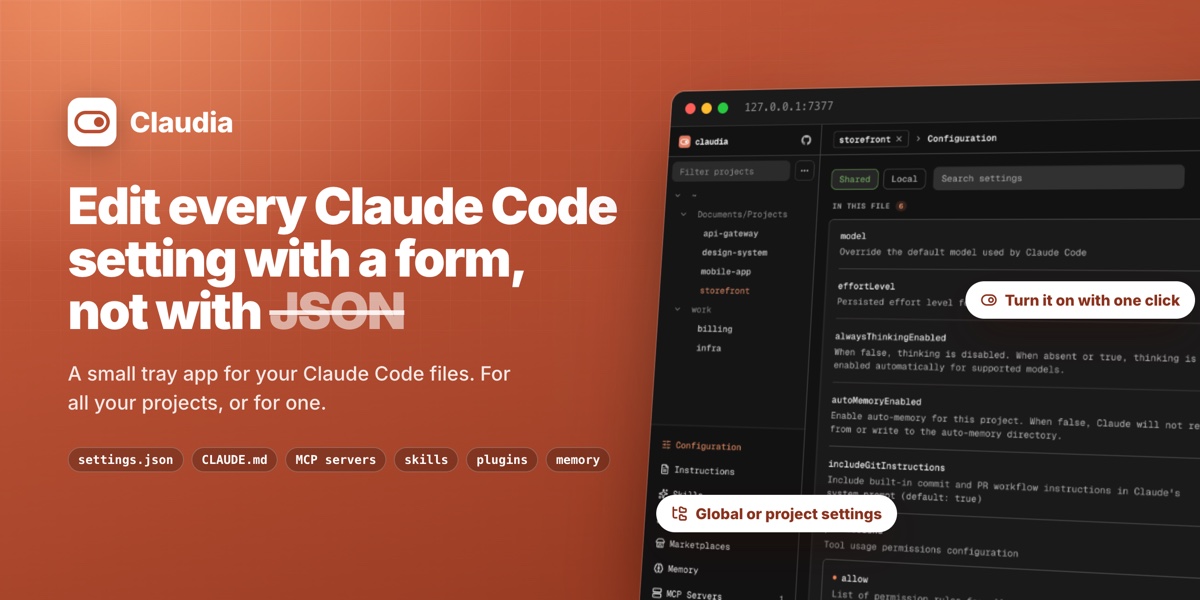 Claudia
Edit every Claude Code
setting with a form,
not with JSON
A small tray app for your Claude Code files. For
all your projects, or for one.
settings.json
CLAUDE.md
MCP servers
skills
plugins
memory
127.0.0.1:7377
claudia
Filter projects
~
Documents/Projects
api-gateway
design-system
mobile-app
storefront
work
billing
infra
Configuration
Instructions
Skills
Global or project settings
Marketplaces
Memory
MCP Servers
1
storefront × › Configuration
Shared
Local
Search settings
IN THIS FILE 6
model
Override the default model used by Claude Code
effortLevel
Persisted effort level
Turn it on with one click
alwaysThinkingEnabled
When false, thinking is disabled. When absent or true, thinking is
enabled automatically for supported models.
autoMemoryEnabled
Enable auto-memory for this project. When false, Claude will not re
from or write to the auto-memory directory.
includeGitInstructions
Include built-in commit and PR workflow instructions in Claude's
system prompt (default: true)
Tool usage permissions configuration
allow
List of permission rules